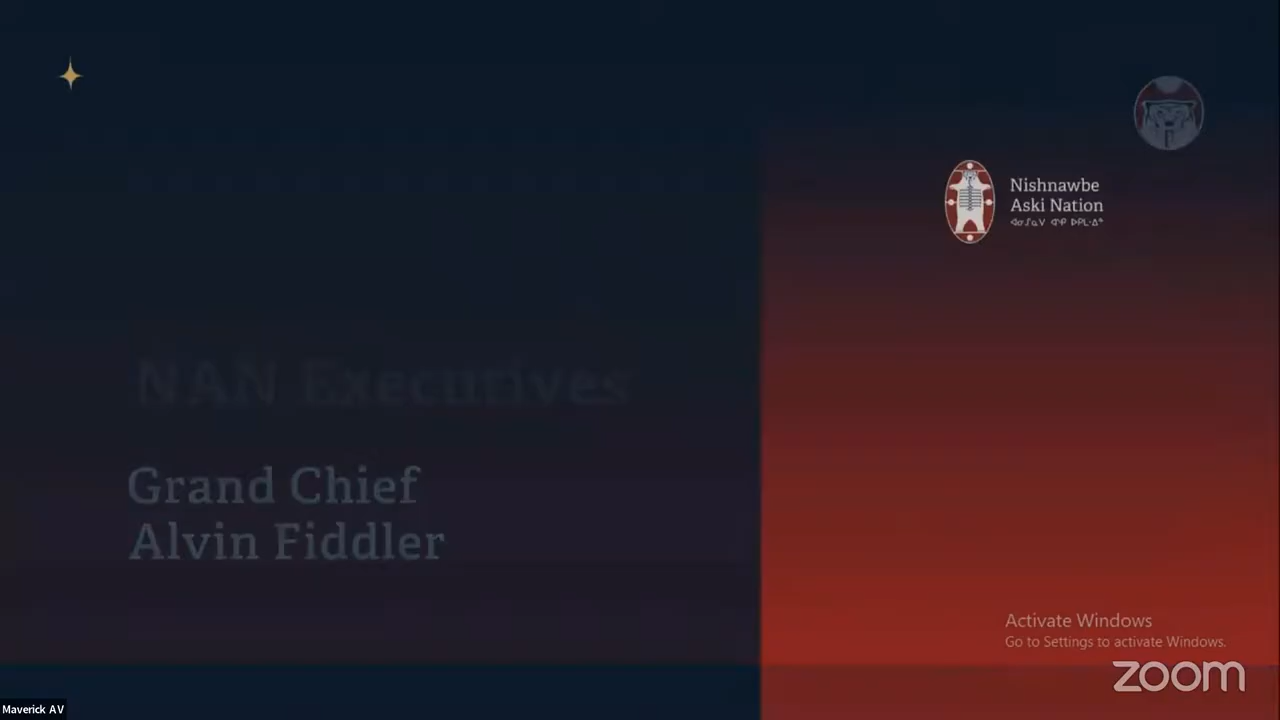 Nishnawbe
Aski Nation
NAN Executives
Grand Chief
Alvin Fiddler
Activate Windows
Go to Settings to activate Windows.
zoom
Maverick AV